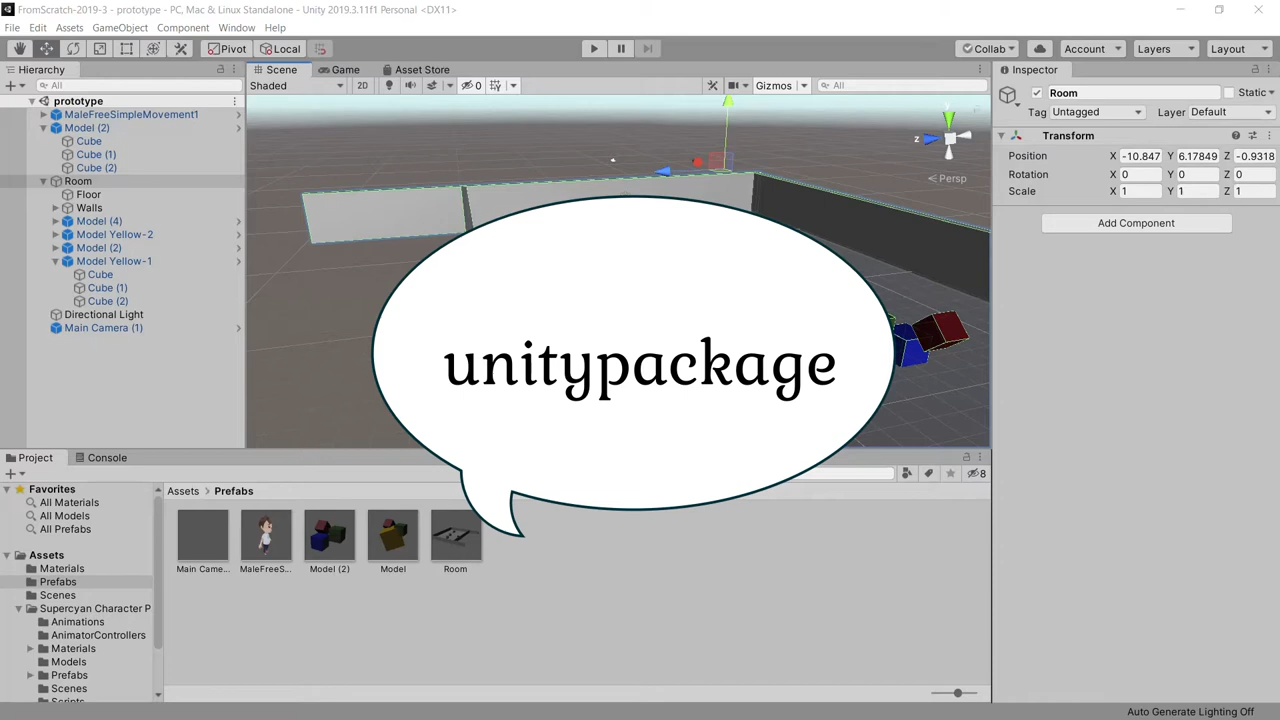 FromScratch-2019-3 - prototype - PC, Mac & Linux Standalone - Unity 2019.3.11f1 Personal <DX11>
File Edit Assets GameObject Component Window Help
Pivot Local Collab Account Layers Layout
Hierarchy
All
prototype
MaleFreeSimpleMovement1
Model (2)
Cube
Cube (1)
Cube (2)
Room
Floor
Walls
Model (4)
Model Yellow-2
Model (2)
Model Yellow-1
Cube
Cube (1)
Cube (2)
Directional Light
Main Camera (1)
Scene Game Asset Store
Shaded 2D 0 Gizmos All
z
Persp
unitypackage
Inspector
Room Static
Tag Untagged Layer Default
Transform
Position X -10.847 Y 6.17849 Z -0.9318
Rotation X 0 Y 0 Z 0
Scale X 1 Y 1 Z 1
Add Component
Project Console
8
Favorites
All Materials
All Models
All Prefabs
Assets
Materials
Prefabs
Scenes
Supercyan Character P
Animations
AnimatorControllers
Materials
Models
Prefabs
Scenes
Scripts
Assets > Prefabs
Main Came... MaleFreeS... Model (2) Model Room
Auto Generate Lighting Off